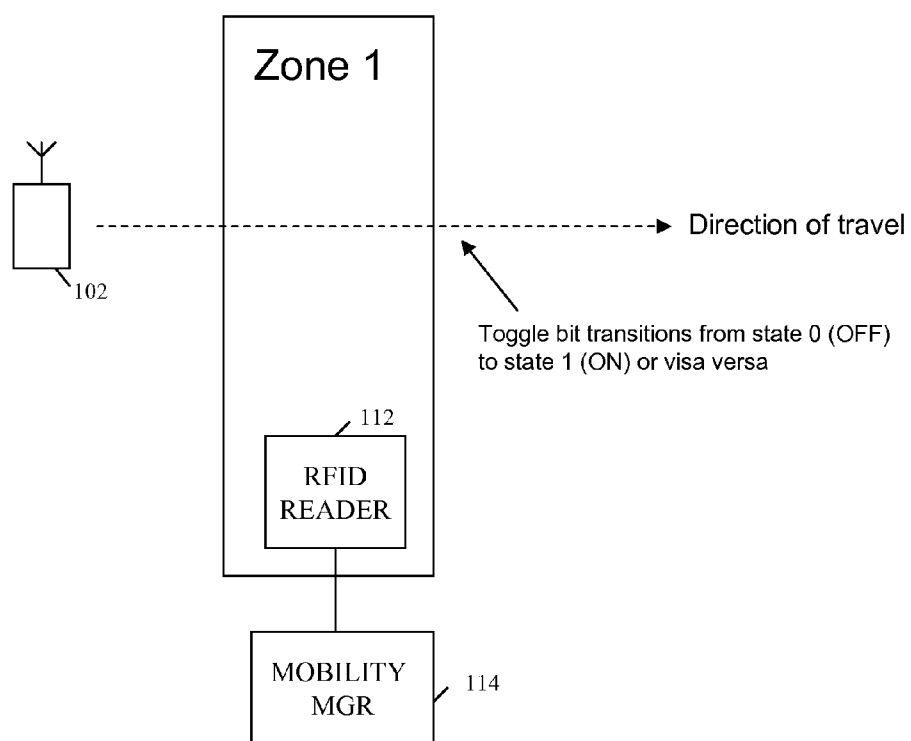 Zone 1
102
Direction of travel
Toggle bit transitions from state 0 (OFF)
to state 1 (ON) or visa versa
112
RFID
READER
MOBILITY
MGR
114